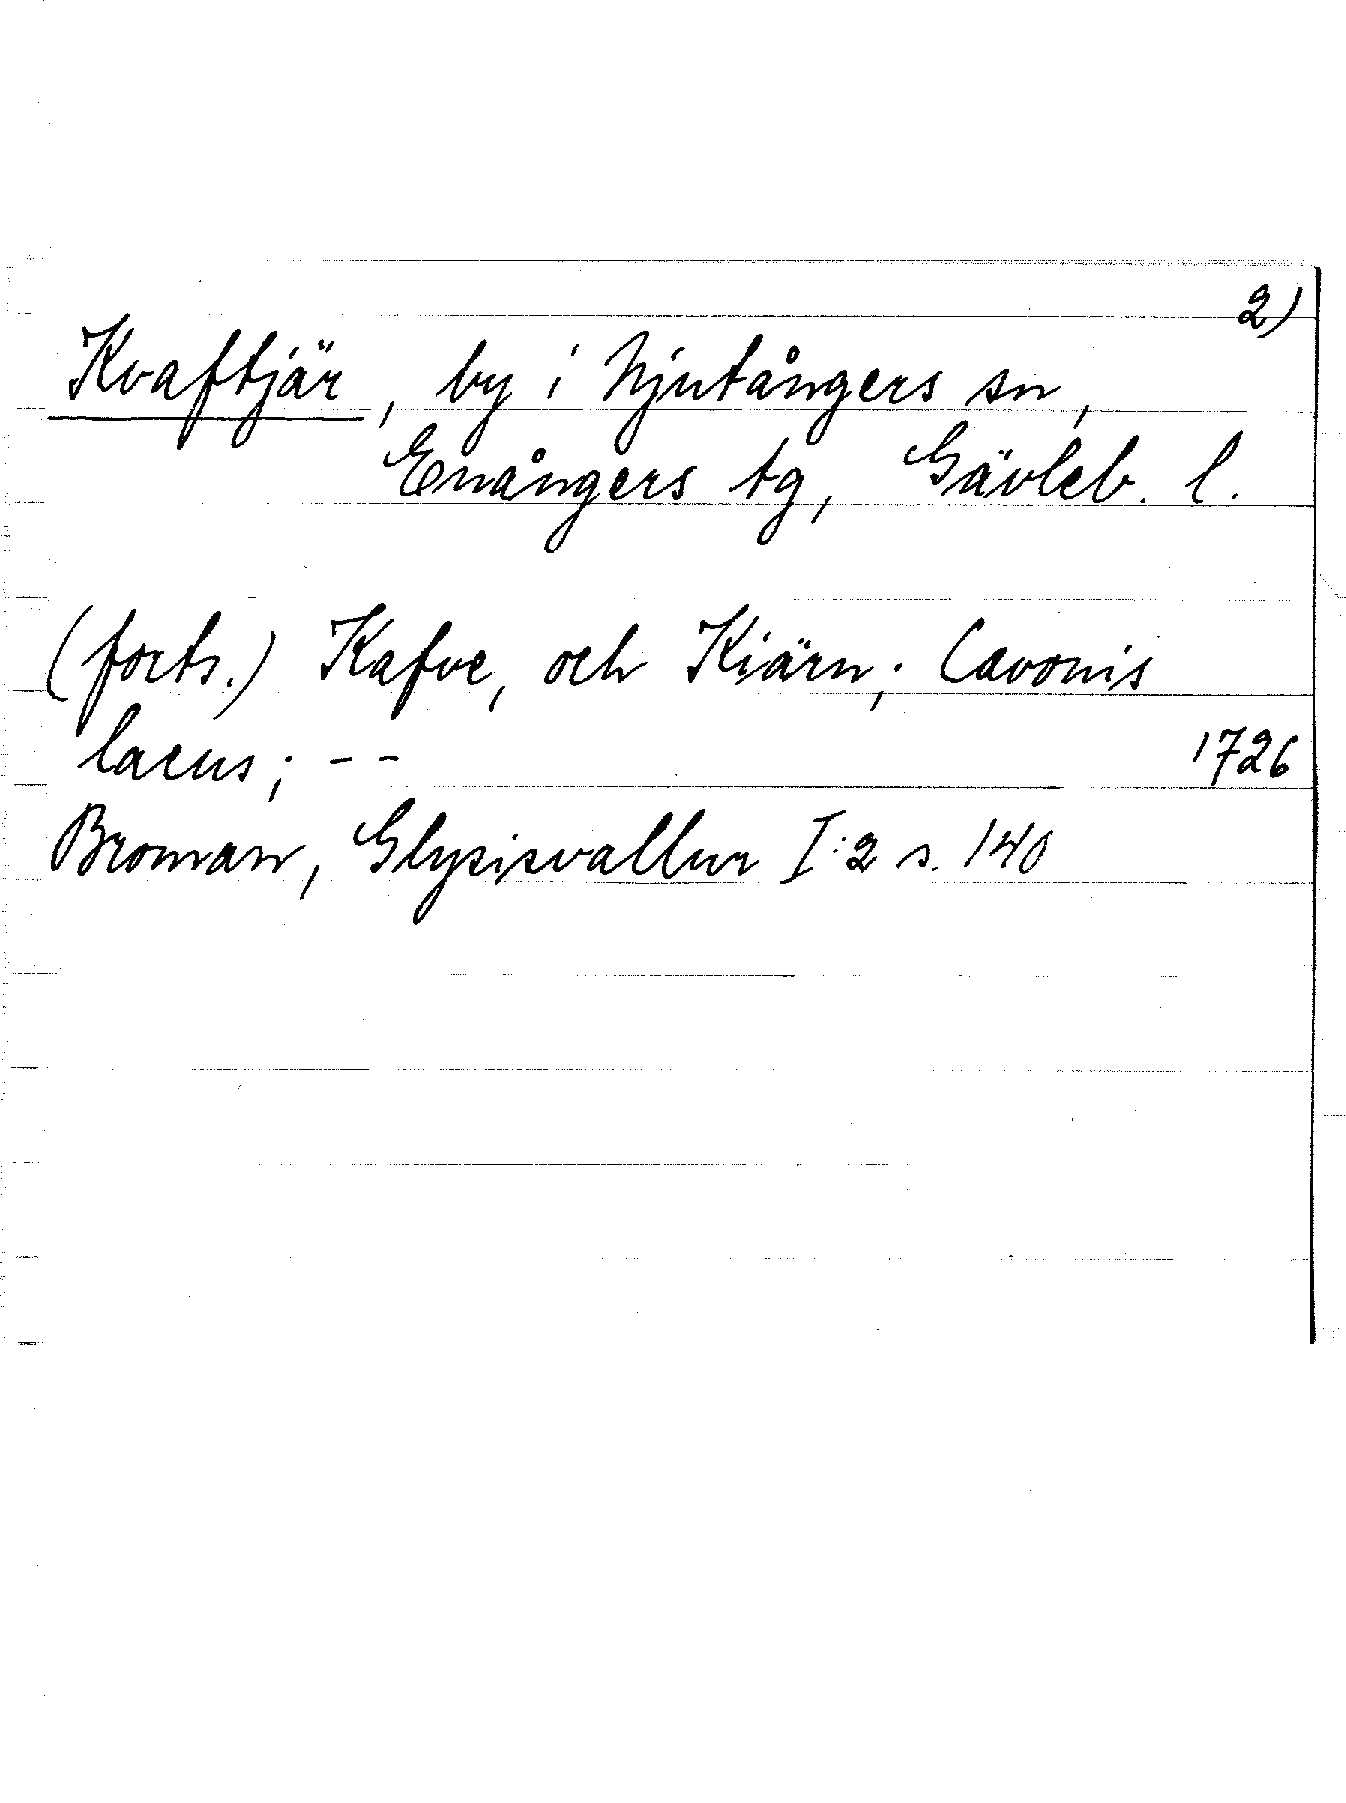 2)
Kvaftjär, by i Njutångers sn,
Enångers tg, Gävleb. l.
(forts.) Kafve, och Kiärn; Cavonis
lacus; - -
1726
Broman, Glysisvallur I:2 s. 140